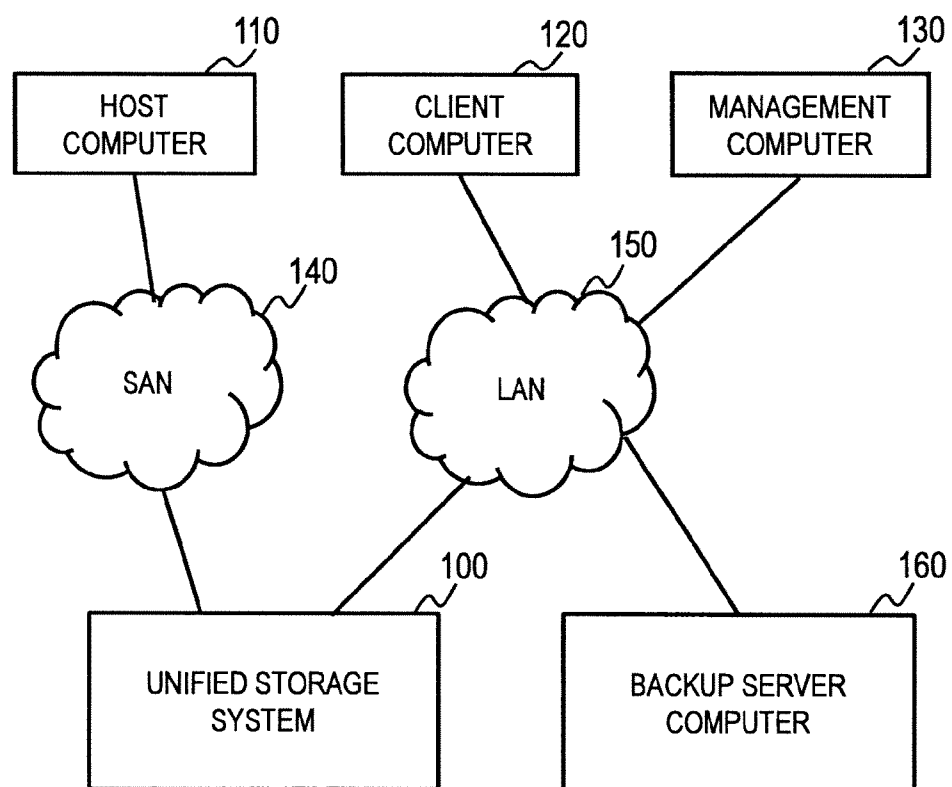 110
120
130
HOST
COMPUTER
CLIENT
COMPUTER
MANAGEMENT
COMPUTER
140
150
SAN
LAN
100
160
UNIFIED STORAGE
SYSTEM
BACKUP SERVER
COMPUTER